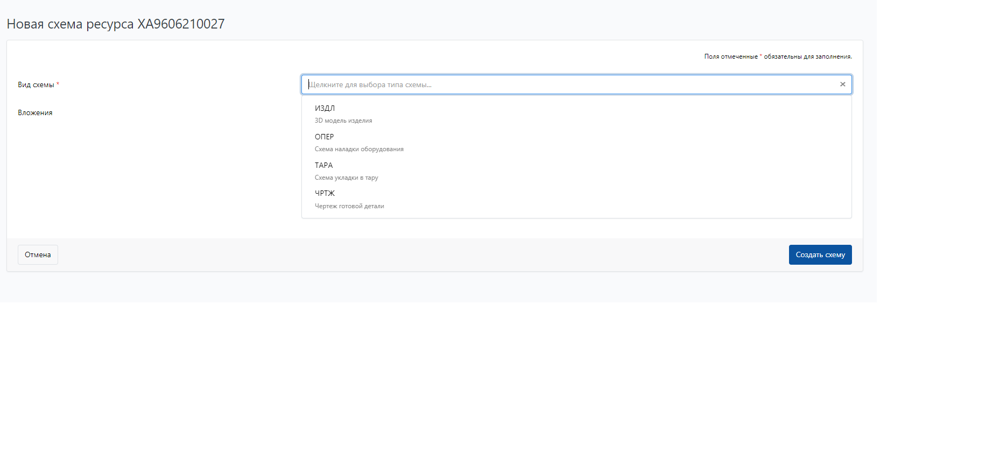 Новая схема ресурса ХА9606210027
Поля отмеченные * обязательны для заполнения.
Вид схемы *
Щелкните для выбора типа схемы...
Вложения
ИЗДЛ
3D модель изделия
ОПЕР
Схема наладки оборудования
ТАРА
Схема укладки в тару
ЧРТЖ
Чертеж готовой детали
Отмена
Создать схему